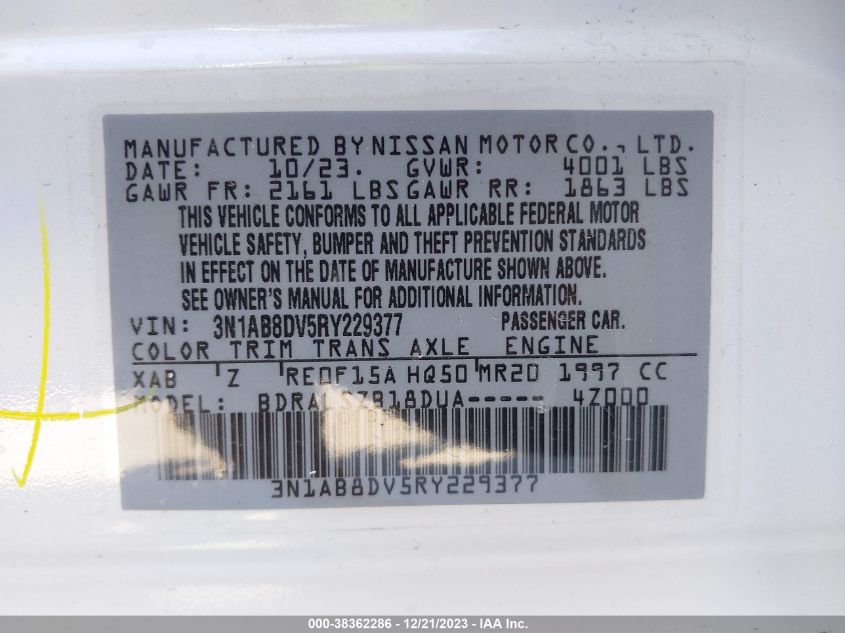 MANUFACTURED BY NISSAN MOTOR CO., LTD.
DATE: 10/23. GVWR: 4001 LBS
GAWR FR: 2161 LBS GAWR RR: 1863 LBS
THIS VEHICLE CONFORMS TO ALL APPLICABLE FEDERAL MOTOR
VEHICLE SAFETY, BUMPER AND THEFT PREVENTION STANDARDS
IN EFFECT ON THE DATE OF MANUFACTURE SHOWN ABOVE.
SEE OWNER'S MANUAL FOR ADDITIONAL INFORMATION.
VIN: 3N1AB8DV5RY229377 PASSENGER CAR.
COLOR TRIM TRANS AXLE ENGINE
XAB Z RE0F15A HQ50 MR20 1997 CC
MODEL: 4Z000
3N1AB8DV5RY229377
000-38362286 - 12/21/2023 - IAA Inc.